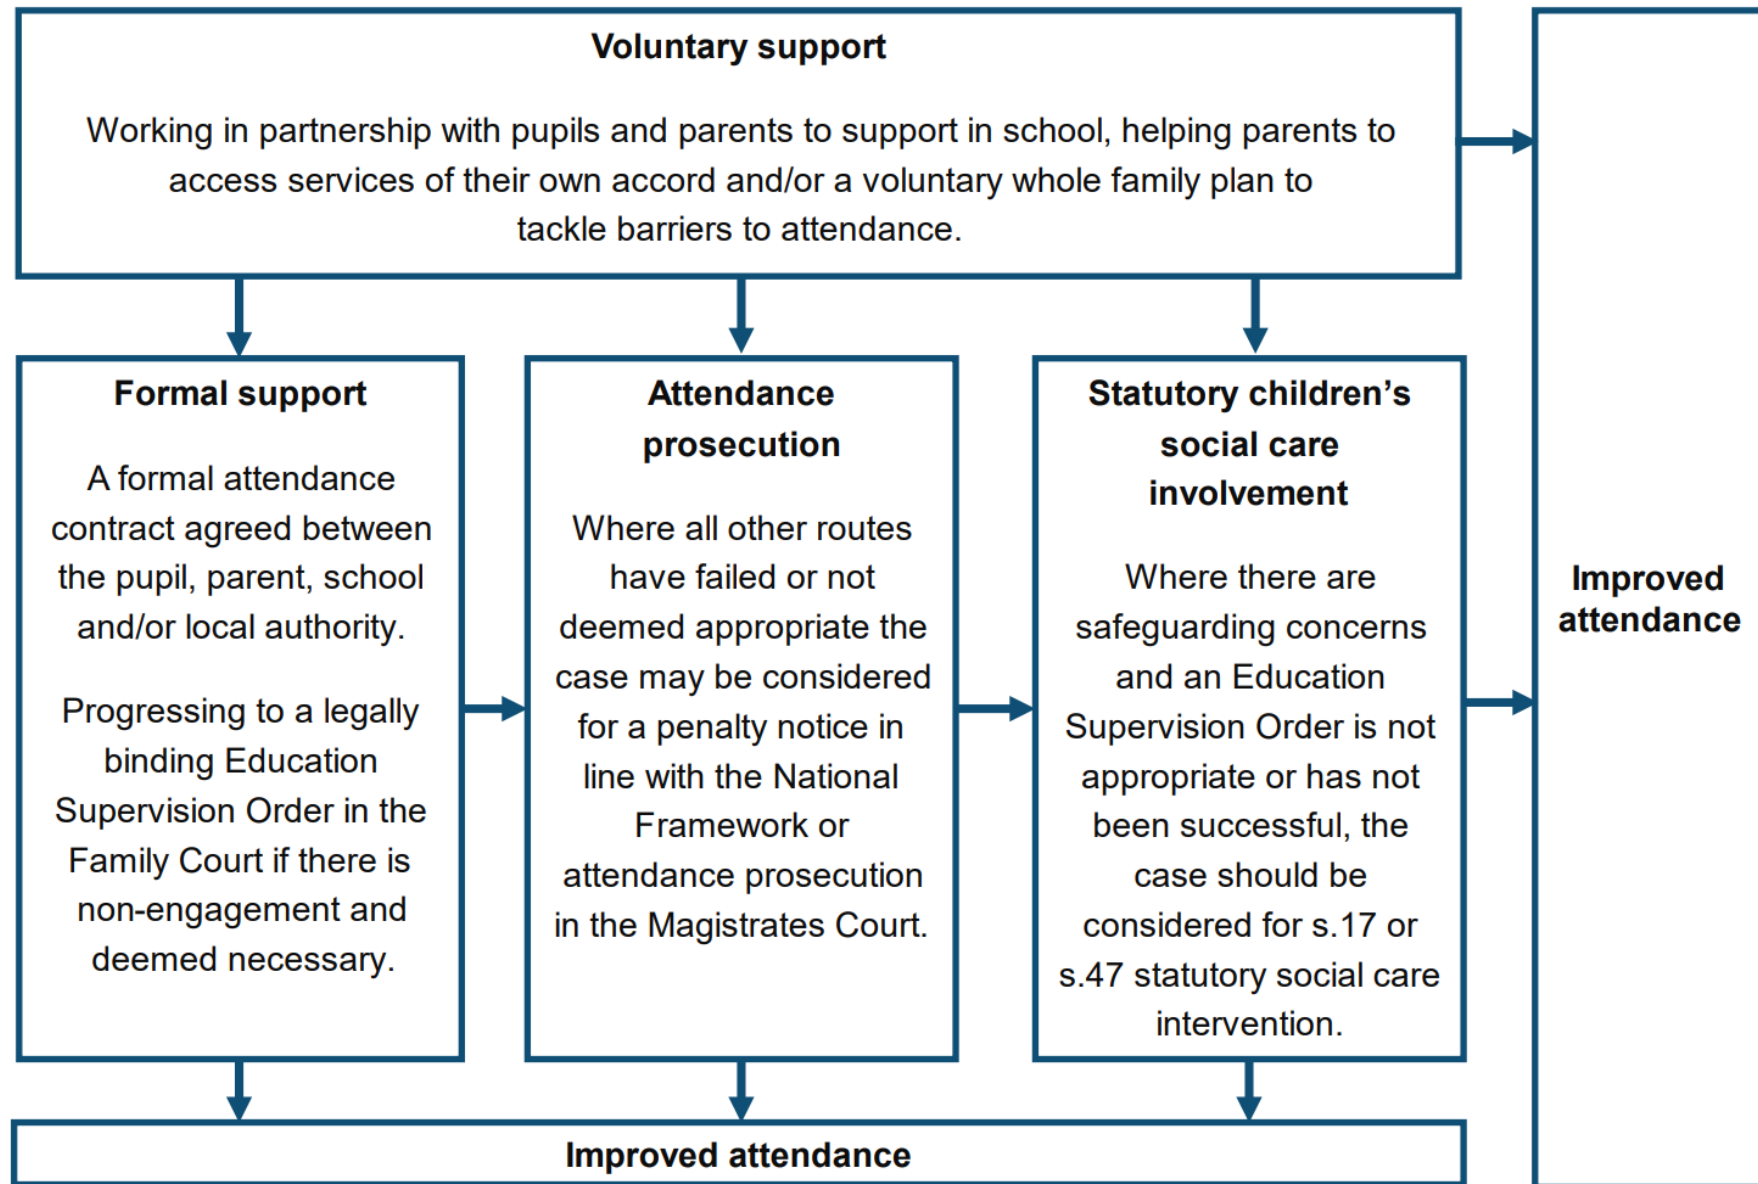 Voluntary support
Working in partnership with pupils and parents to support in school, helping parents to
access services of their own accord and/or a voluntary whole family plan to
tackle barriers to attendance.
Formal support
A formal attendance
contract agreed between
the pupil, parent, school
and/or local authority.
Progressing to a legally
binding Education
Supervision Order in the
Family Court if there is
non-engagement and
deemed necessary.
Attendance
prosecution
Where all other routes
have failed or not
deemed appropriate the
case may be considered
for a penalty notice in
line with the National
Framework or
attendance prosecution
in the Magistrates Court.
Statutory children’s
social care
involvement
Where there are
safeguarding concerns
and an Education
Supervision Order is not
appropriate or has not
been successful, the
case should be
considered for s.17 or
s.47 statutory social care
intervention.
Improved
attendance
Improved attendance